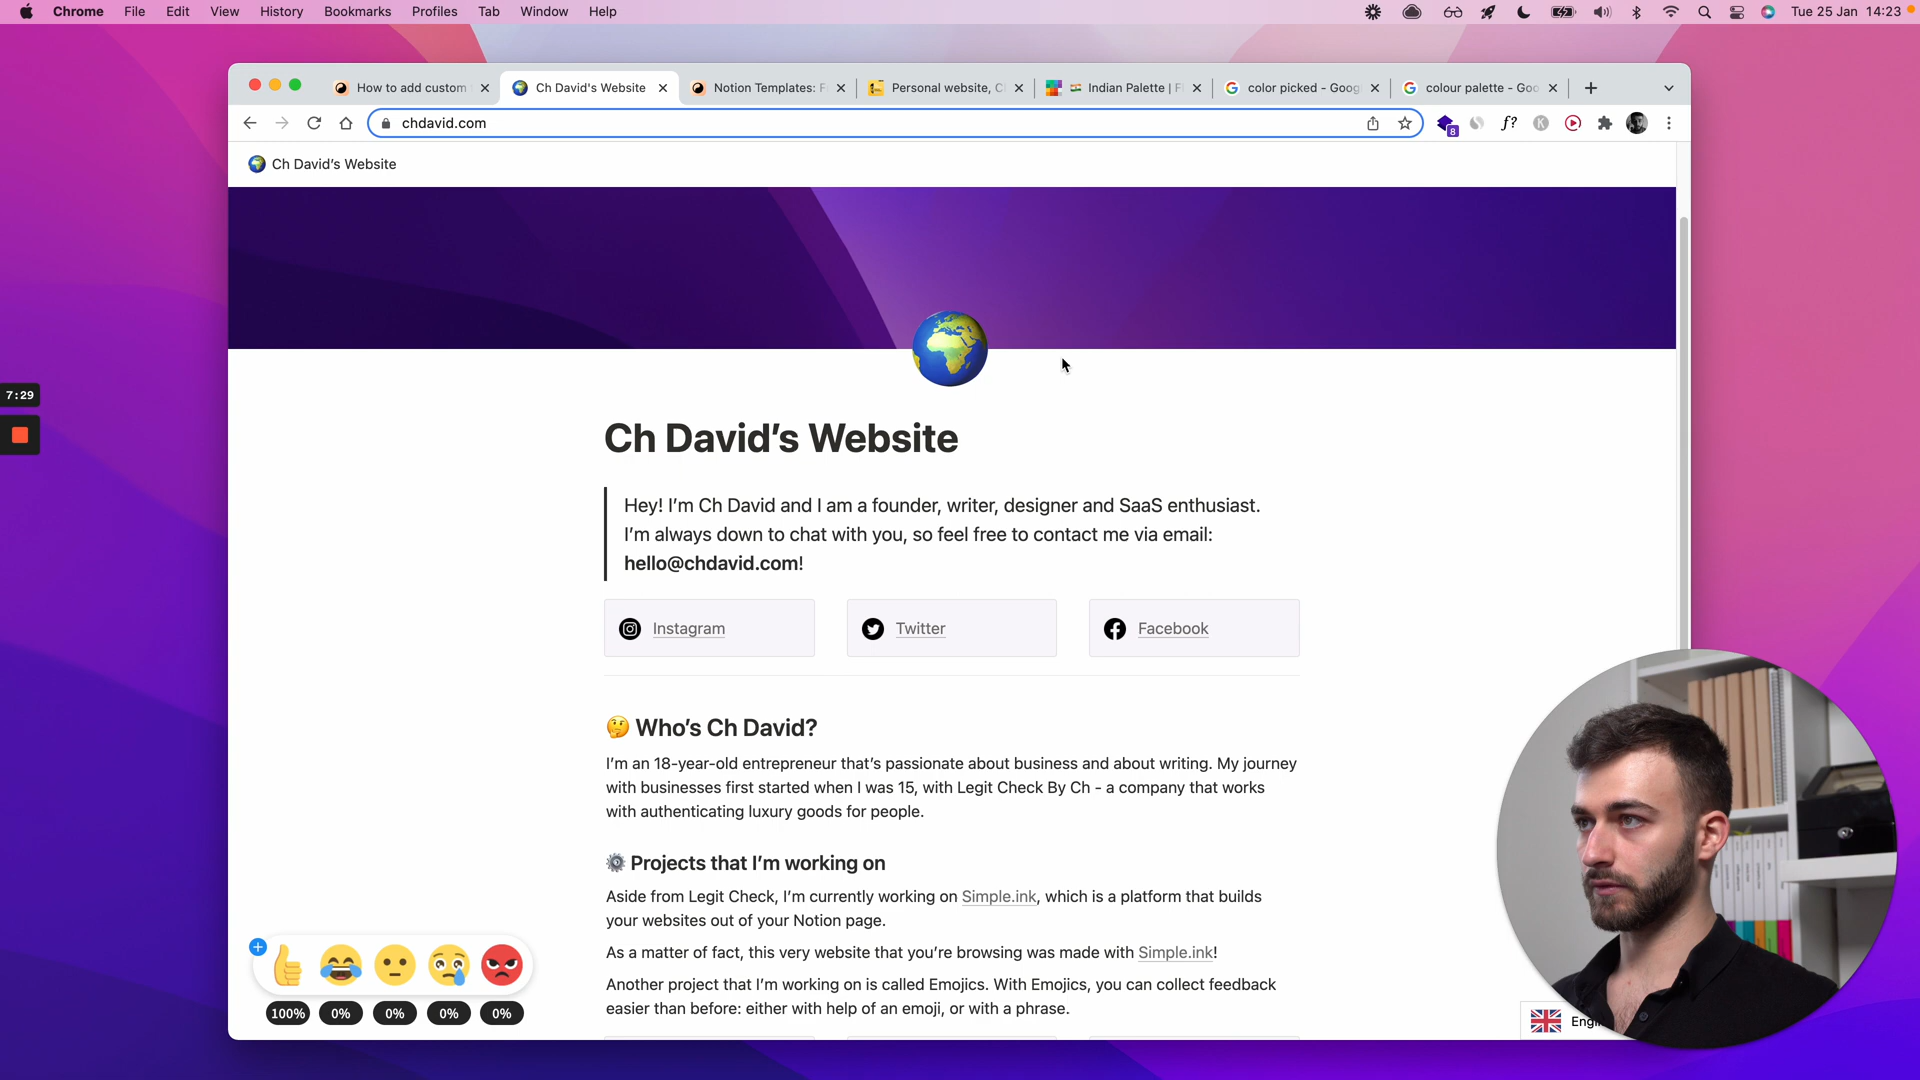 Chrome File Edit View History Bookmarks Profiles Tab Window Help
Tue 25 Jan 14:23
How to add custom
Ch David's Website
Notion Templates: F
Personal website, C
Indian Palette | F
color picked - Goog
colour palette - Goo
chdavid.com
8
f?
K
Ch David's Website
7:29
Ch David's Website
Hey! I'm Ch David and I am a founder, writer, designer and SaaS enthusiast.
I'm always down to chat with you, so feel free to contact me via email:
hello@chdavid.com!
Instagram
Twitter
Facebook
🤔 Who's Ch David?
I'm an 18-year-old entrepreneur that's passionate about business and about writing. My journey
with businesses first started when I was 15, with Legit Check By Ch - a company that works
with authenticating luxury goods for people.
⚙️ Projects that I'm working on
Aside from Legit Check, I'm currently working on Simple.ink, which is a platform that builds
your websites out of your Notion page.
As a matter of fact, this very website that you're browsing was made with Simple.ink!
Another project that I'm working on is called Emojics. With Emojics, you can collect feedback
easier than before: either with help of an emoji, or with a phrase.
100% 0% 0% 0% 0%